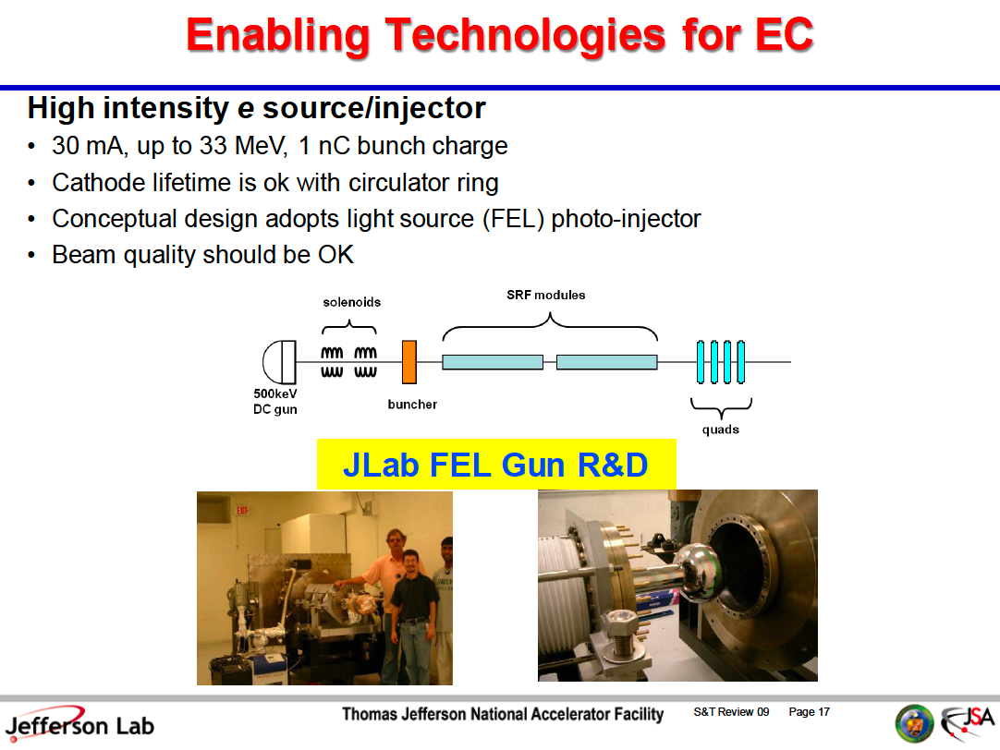 Enabling Technologies for EC
High intensity e source/injector
• 30 mA, up to 33 MeV, 1 nC bunch charge
• Cathode lifetime is ok with circulator ring
• Conceptual design adopts light source (FEL) photo-injector
• Beam quality should be OK
solenoids
SRF modules
500keV
DC gun
buncher
quads
JLab FEL Gun R&D
EXIT
Jefferson Lab
Thomas Jefferson National Accelerator Facility
S&T Review 09
Page 17
JSA